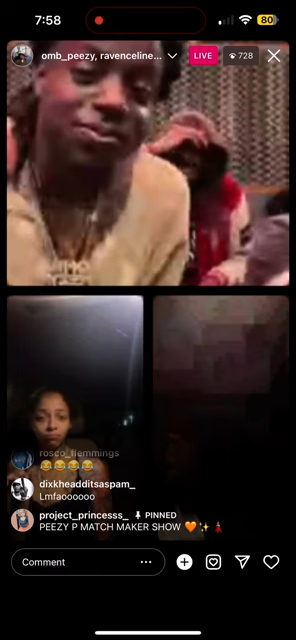 7:58
80
omb_peezy, ravenceline...
LIVE
728
rosco_flemmings
😂😂😂😂
dixkheadditsaspam_
Lmfaoooooo
project_princesss_ PINNED
PEEZY P MATCH MAKER SHOW 🧡✨💃
Comment